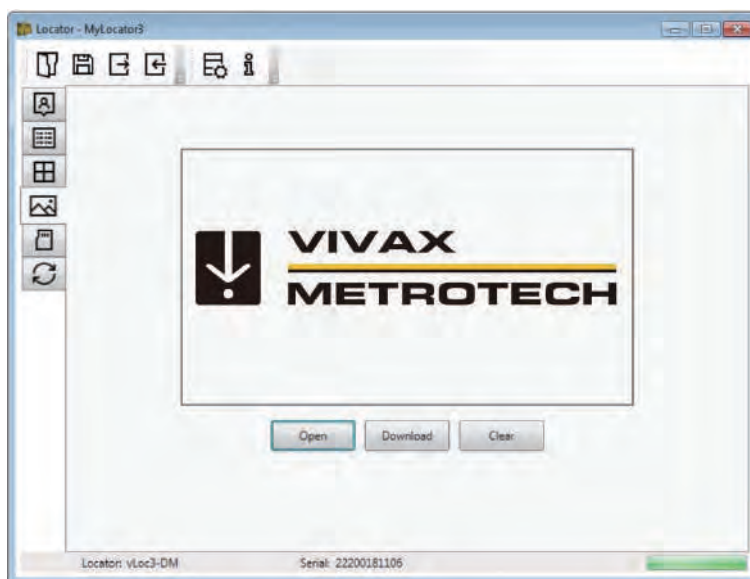 Locator - MyLocator3
VIVAX
METROTECH
Open Download Clear
Locator: vLoc3-DM Serial: 22200181106